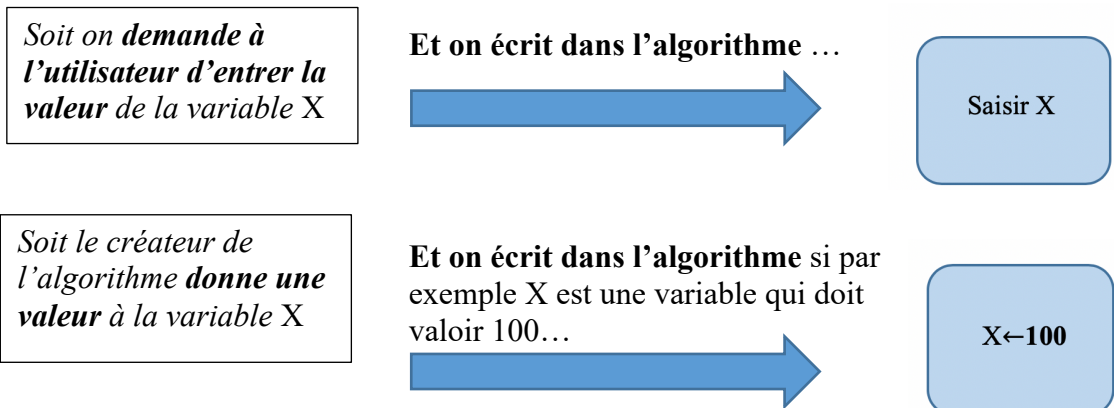 Soit on demande à
l’utilisateur d’entrer la
valeur de la variable X
Et on écrit dans l’algorithme …
Saisir X
Soit le créateur de
l’algorithme donne une
valeur à la variable X
Et on écrit dans l’algorithme si par
exemple X est une variable qui doit
valoir 100…
X←100